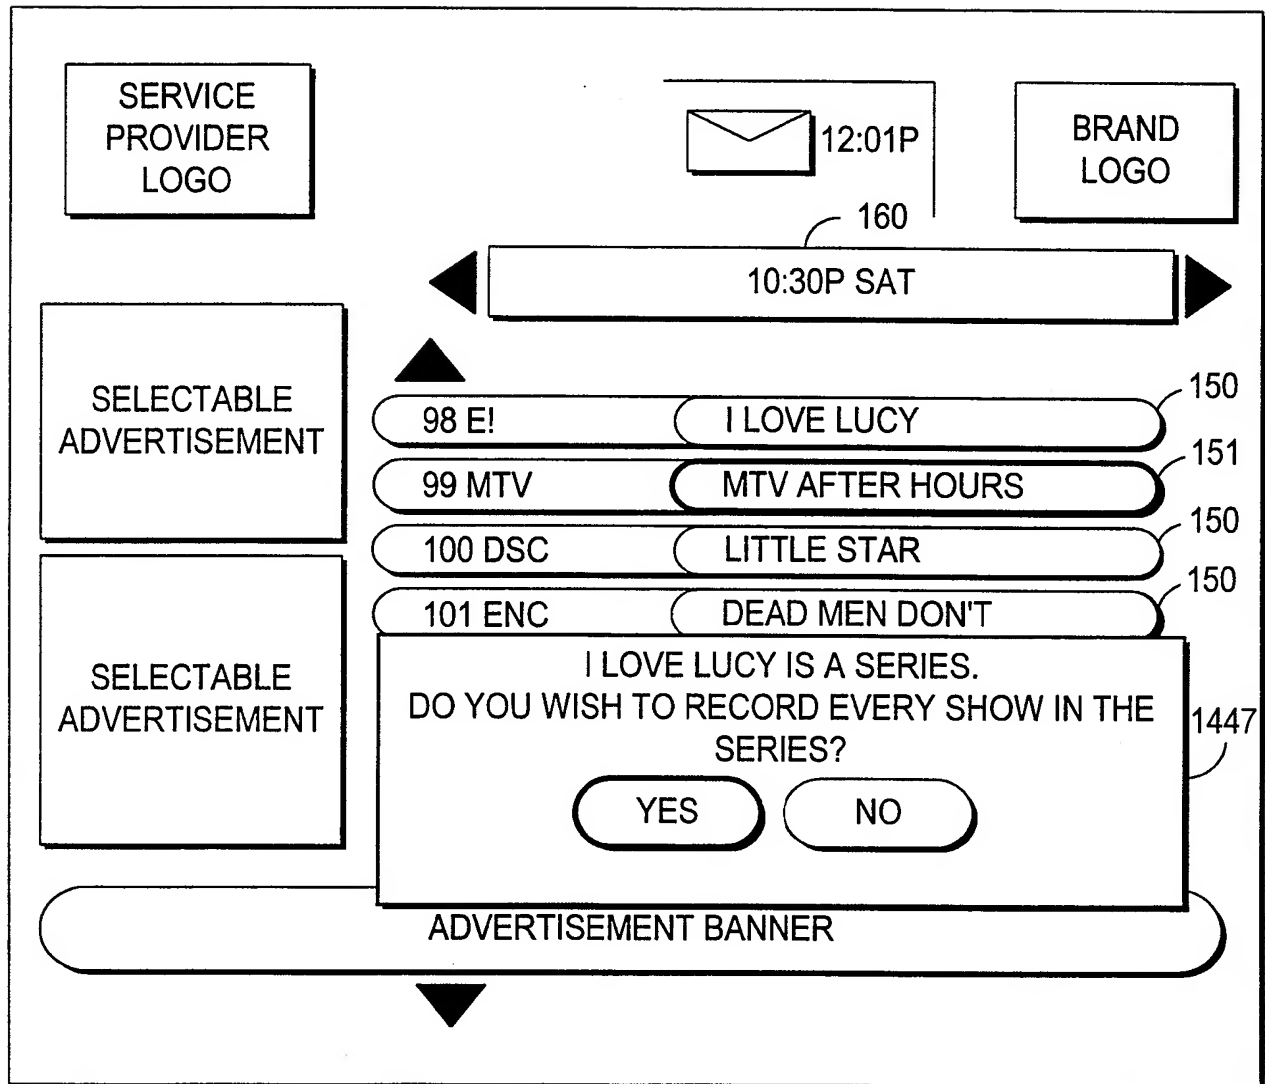 SERVICE
PROVIDER
LOGO
12:01P
BRAND
LOGO
160
10:30P SAT
SELECTABLE
ADVERTISEMENT
98 E! I LOVE LUCY 150
99 MTV MTV AFTER HOURS 151
100 DSC LITTLE STAR 150
101 ENC DEAD MEN DON'T 150
SELECTABLE
ADVERTISEMENT
I LOVE LUCY IS A SERIES.
DO YOU WISH TO RECORD EVERY SHOW IN THE
SERIES?
1447
YES NO
ADVERTISEMENT BANNER